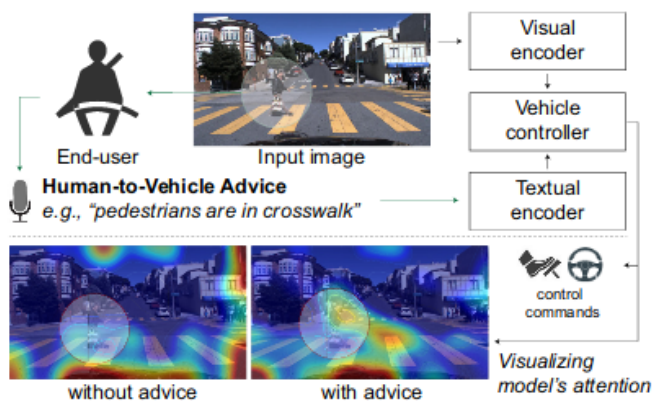 Visual
encoder
Vehicle
controller
End-user
Input image
Human-to-Vehicle Advice
e.g., “pedestrians are in crosswalk”
Textual
encoder
control
commands
without advice
with advice
Visualizing
model’s attention